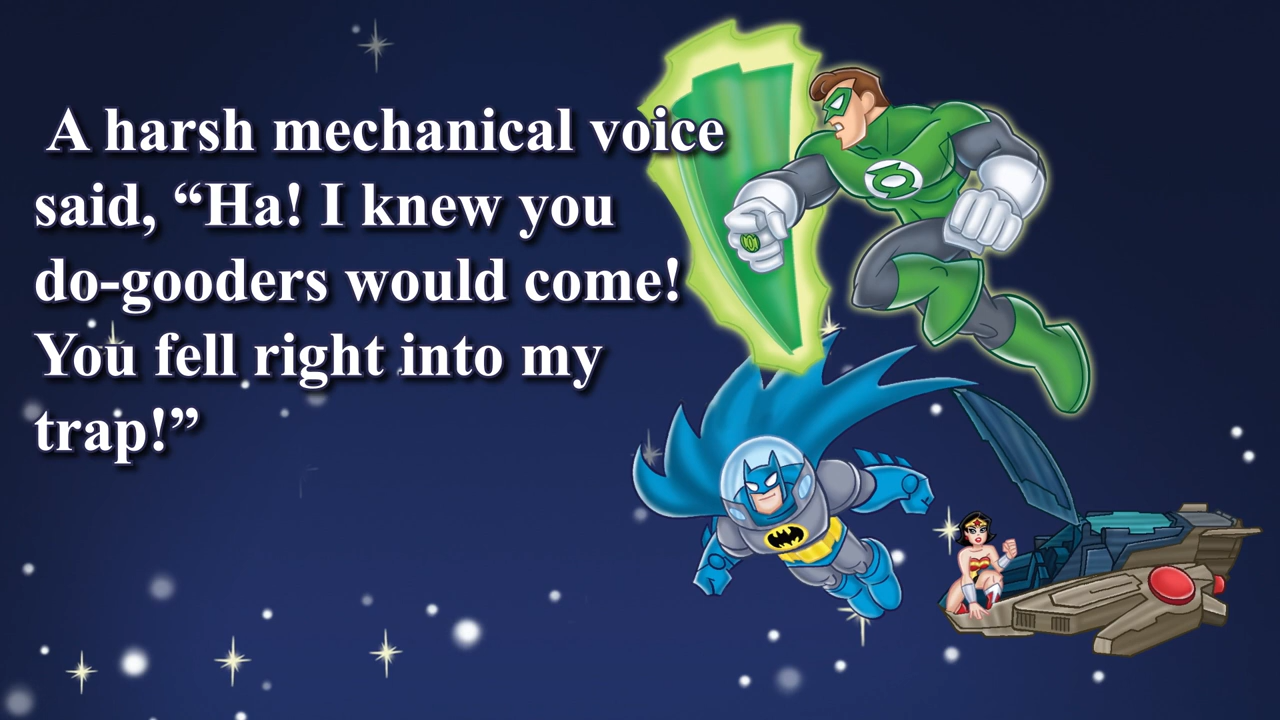 A harsh mechanical voice
said, “Ha! I knew you
do-gooders would come!
You fell right into my
trap!”